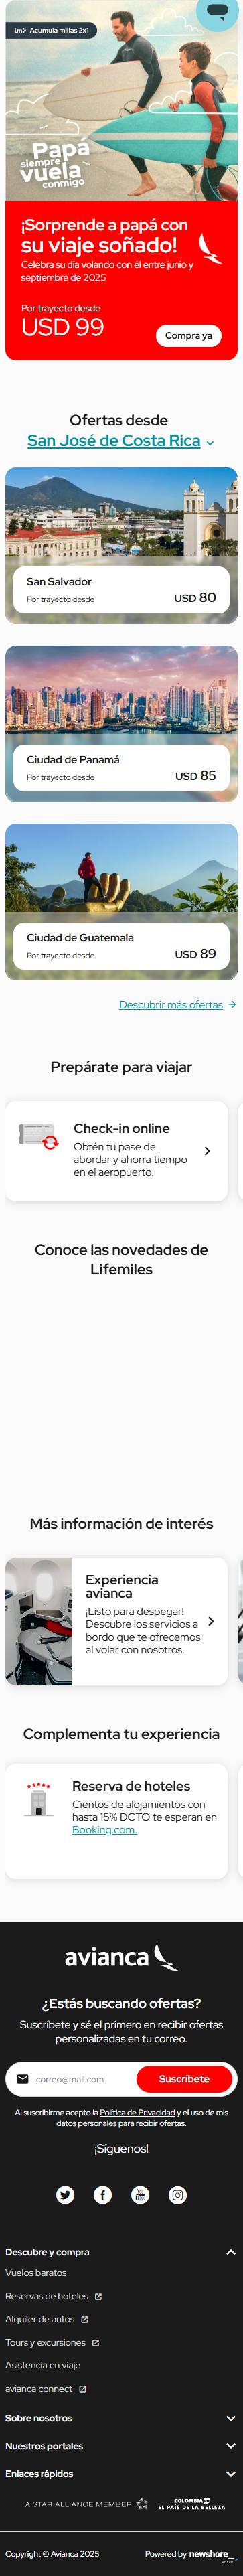 lm Acumula millas 2x1
Papá
siempre
vuela
conmigo
¡Sorprende a papá con
su viaje soñado!
Celebra su día volando con él entre junio y
septiembre de 2025
Por trayecto desde
USD 99
Compra ya
Ofertas desde
San José de Costa Rica
San Salvador
Por trayecto desde
USD 80
Ciudad de Panamá
Por trayecto desde
USD 85
Ciudad de Guatemala
Por trayecto desde
USD 89
Descubrir más ofertas
Prepárate para viajar
Check-in online
Obtén tu pase de
abordar y ahorra tiempo
en el aeropuerto.
Conoce las novedades de
Lifemiles
Más información de interés
Experiencia
avianca
¡Listo para despegar!
Descubre los servicios a
bordo que te ofrecemos
al volar con nosotros.
Complementa tu experiencia
Reserva de hoteles
Cientos de alojamientos con
hasta 15% DCTO te esperan en
Booking.com.
avianca
¿Estás buscando ofertas?
Suscríbete y sé el primero en recibir ofertas
personalizadas en tu correo.
correo@mail.com
Suscríbete
Al suscribirme acepto la Política de Privacidad y el uso de mis
datos personales para recibir ofertas.
¡Síguenos!
Descubre y compra
Vuelos baratos
Reservas de hoteles
Alquiler de autos
Tours y excursiones
Asistencia en viaje
avianca connect
Sobre nosotros
Nuestros portales
Enlaces rápidos
A STAR ALLIANCE MEMBER
COLOMBIA
EL PAÍS DE LA BELLEZA
Copyright © Avianca 2025
Powered by newshore_